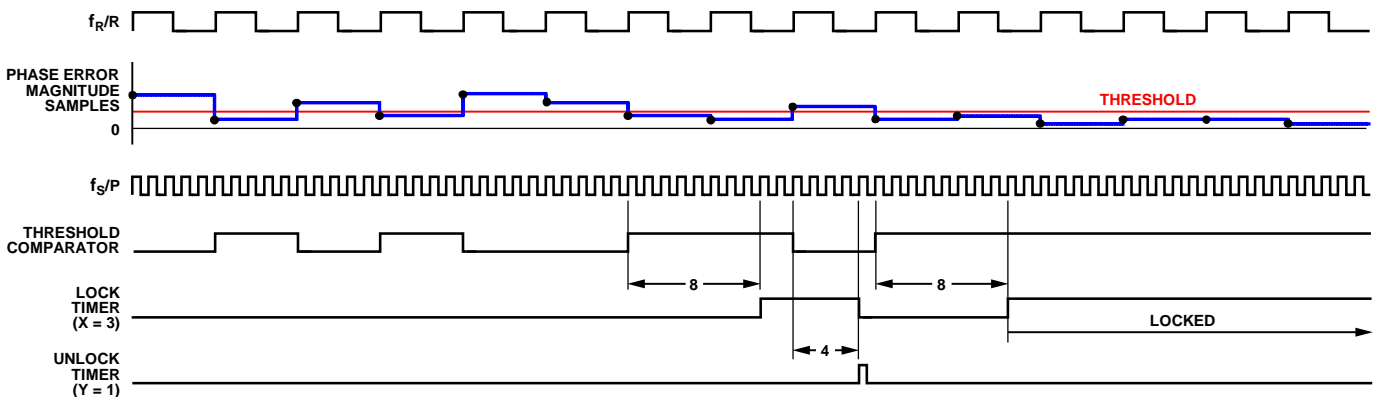 fR/R
PHASE ERROR
MAGNITUDE
SAMPLES
THRESHOLD
0
fS/P
THRESHOLD
COMPARATOR
8
8
LOCK
TIMER
(X = 3)
LOCKED
4
UNLOCK
TIMER
(Y = 1)